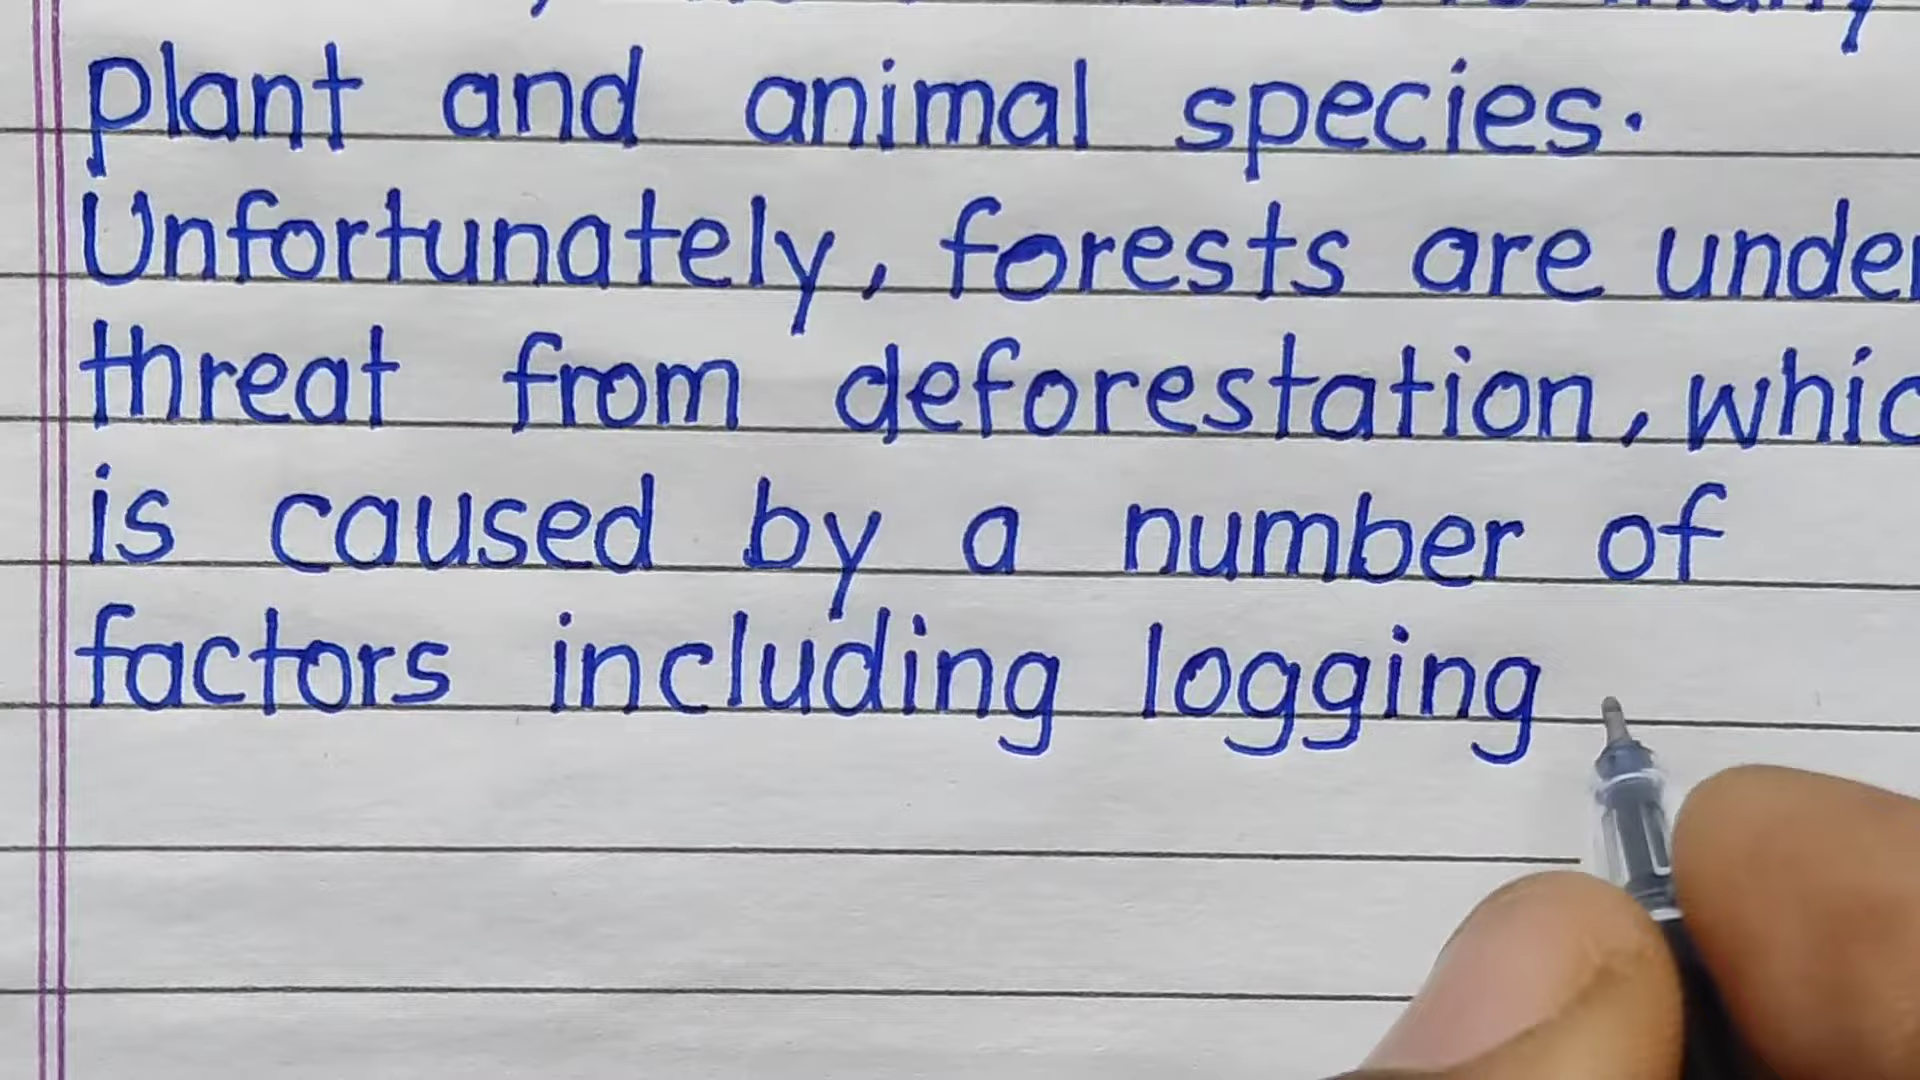 plant and animal species.
Unfortunately, forests are under
threat from deforestation, whic
is caused by a number of
factors including logging